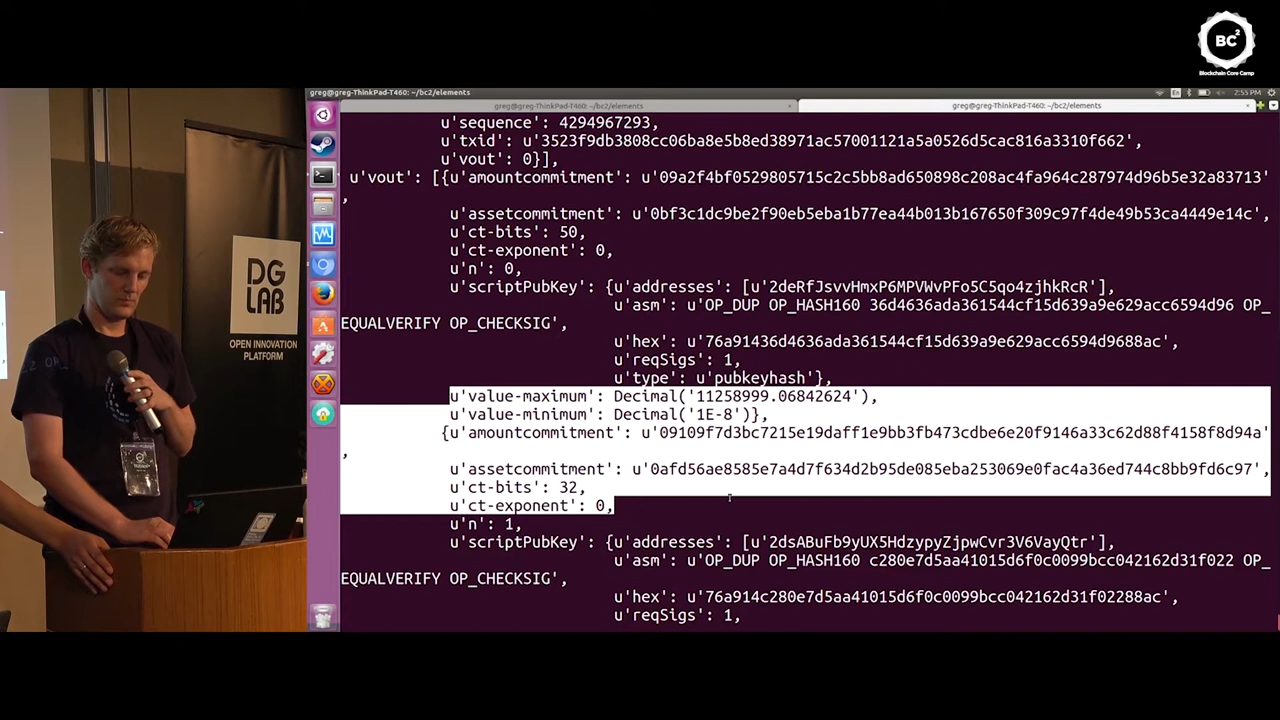 BC²
Blockchain Core Camp
greg@greg-ThinkPad-T460: ~/bc2/elements
En
2:55 PM
greg@greg-ThinkPad-T460: ~/bc2/elements
greg@greg-ThinkPad-T460: ~/bc2/elements
u'sequence': 4294967293,
u'txid': u'3523f9db3808cc06ba8e5b8ed38971ac57001121a5a0526d5cac816a3310f662',
u'vout': 0}],
u'vout': [{u'amountcommitment': u'09a2f4bf0529805715c2c5bb8ad650898c208ac4fa964c287974d96b5e32a83713'
,
u'assetcommitment': u'0bf3c1dc9be2f90eb5eba1b77ea44b013b167650f309c97f4de49b53ca4449e14c',
u'ct-bits': 50,
u'ct-exponent': 0,
u'n': 0,
u'scriptPubKey': {u'addresses': [u'2deRfJsvvHmxP6MPVWvPFo5C5qo4zjhkRcR'],
u'asm': u'OP_DUP OP_HASH160 36d4636ada361544cf15d639a9e629acc6594d96 OP_
EQUALVERIFY OP_CHECKSIG',
u'hex': u'76a91436d4636ada361544cf15d639a9e629acc6594d9688ac',
u'reqSigs': 1,
u'type': u'pubkeyhash'},
u'value-maximum': Decimal('11258999.06842624'),
u'value-minimum': Decimal('1E-8')},
{u'amountcommitment': u'09109f7d3bc7215e19daff1e9bb3fb473cdbe6e20f9146a33c62d88f4158f8d94a'
,
u'assetcommitment': u'0afd56ae8585e7a4d7f634d2b95de085eba253069e0fac4a36ed744c8bb9fd6c97',
u'ct-bits': 32,
u'ct-exponent': 0,
u'n': 1,
u'scriptPubKey': {u'addresses': [u'2dsABuFb9yUX5HdzypyZjpwCvr3V6VayQtr'],
u'asm': u'OP_DUP OP_HASH160 c280e7d5aa41015d6f0c0099bcc042162d31f022 OP_
EQUALVERIFY OP_CHECKSIG',
u'hex': u'76a914c280e7d5aa41015d6f0c0099bcc042162d31f02288ac',
u'reqSigs': 1,
DG
LAB
OPEN INNOVATION
PLATFORM